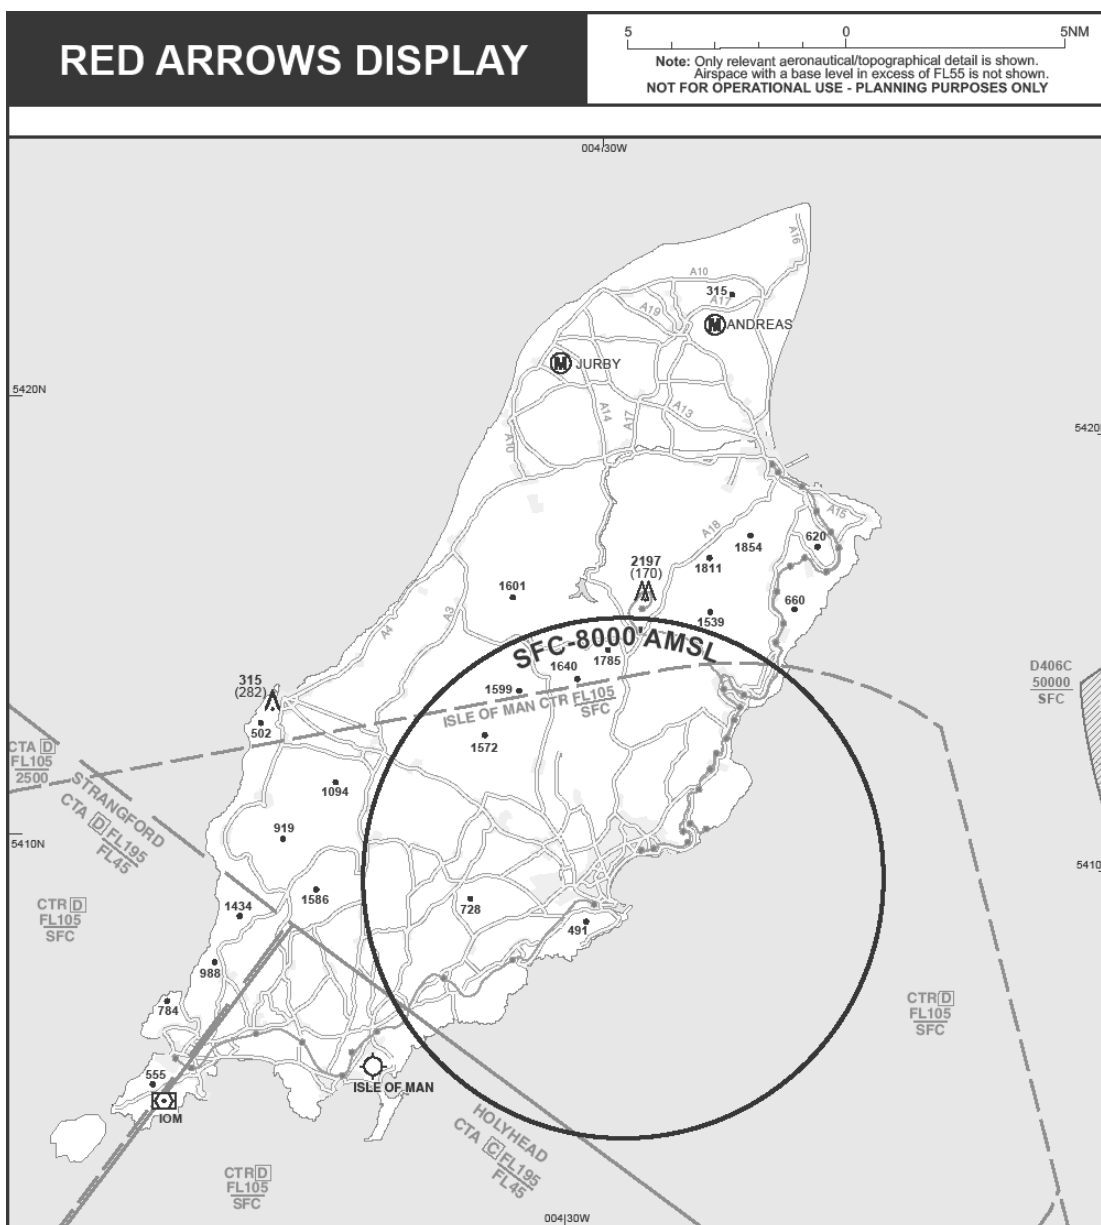 RED ARROWS DISPLAY
5 0 5NM
Note: Only relevant aeronautical/topographical detail is shown.
Airspace with a base level in excess of FL55 is not shown.
NOT FOR OPERATIONAL USE - PLANNING PURPOSES ONLY
004 30W
A16
A10
315
A17
A19
ANDREAS
M
M
JURBY
5420N
A14
A17
A13
A10
5420
A18
A15
1854
620
2197
(170)
1811
1601
660
A3
1539
A4
SFC-8000'AMSL
1785
1640
D406C
50000
SFC
315
(282)
1599
ISLE OF MAN CTR FL105
SFC
502
1572
CTA D
FL105
2500
STRANGFORD
CTA D FL195
FL45
1094
919
5410N
5410
1586
728
1434
CTR D
FL105
SFC
491
988
784
CTR D
FL105
SFC
555
ISLE OF MAN
IOM
HOLYHEAD
CTA C FL195
FL45
CTR D
FL105
SFC
004 30W